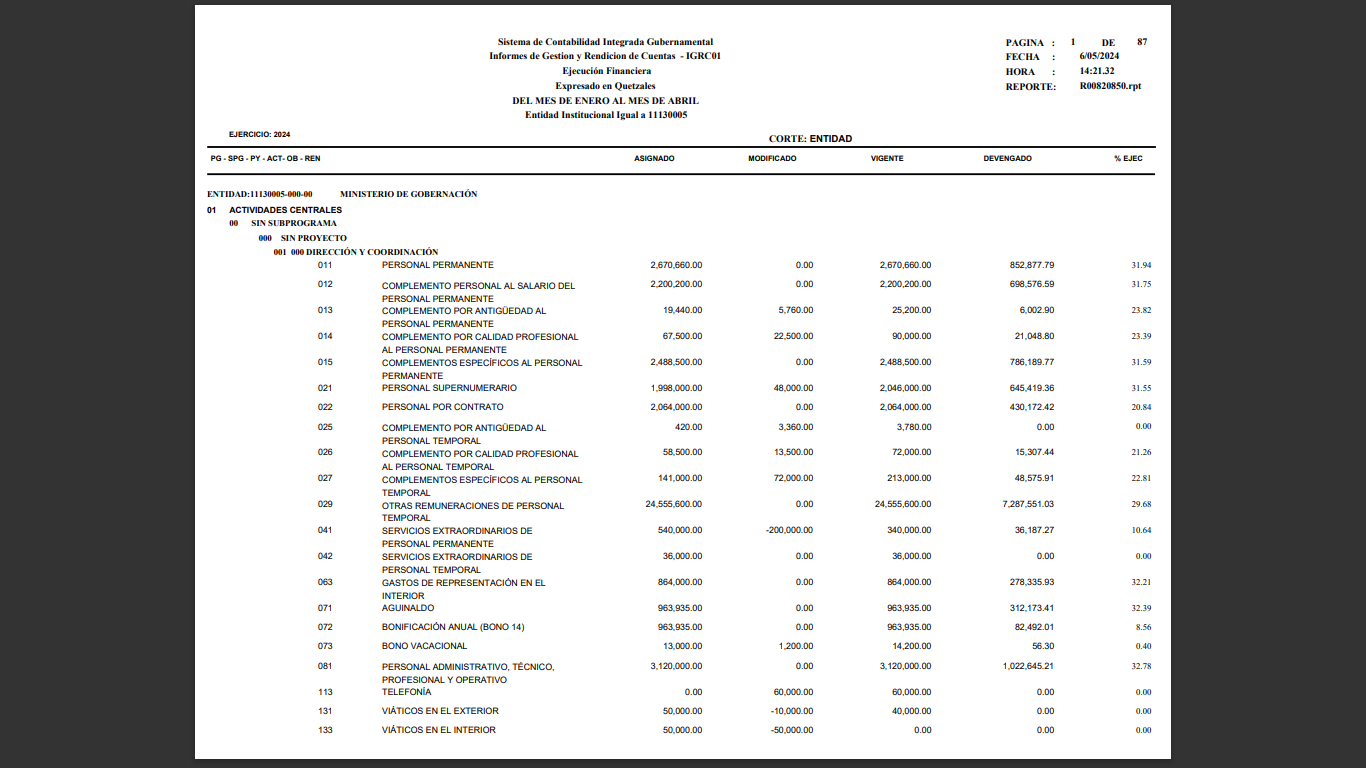 Sistema de Contabilidad Integrada Gubernamental
Informes de Gestion y Rendicion de Cuentas - IGRC01
Ejecución Financiera
Expresado en Quetzales
DEL MES DE ENERO AL MES DE ABRIL
Entidad Institucional Igual a 11130005
PAGINA : 1 DE 87
FECHA : 6/05/2024
HORA : 14:21.32
REPORTE: R00820850.rpt
EJERCICIO: 2024
CORTE: ENTIDAD
PG - SPG - PY - ACT- OB - REN ASIGNADO MODIFICADO VIGENTE DEVENGADO % EJEC
ENTIDAD:11130005-000-00 MINISTERIO DE GOBERNACIÓN
01 ACTIVIDADES CENTRALES
00 SIN SUBPROGRAMA
000 SIN PROYECTO
001 000 DIRECCIÓN Y COORDINACIÓN
011 PERSONAL PERMANENTE 2,670,660.00 0.00 2,670,660.00 852,877.79 31.94
012 COMPLEMENTO PERSONAL AL SALARIO DEL 2,200,200.00 0.00 2,200,200.00 698,576.59 31.75
PERSONAL PERMANENTE
013 COMPLEMENTO POR ANTIGÜEDAD AL 19,440.00 5,760.00 25,200.00 6,002.90 23.82
PERSONAL PERMANENTE
014 COMPLEMENTO POR CALIDAD PROFESIONAL 67,500.00 22,500.00 90,000.00 21,048.80 23.39
AL PERSONAL PERMANENTE
015 COMPLEMENTOS ESPECÍFICOS AL PERSONAL 2,488,500.00 0.00 2,488,500.00 786,189.77 31.59
PERMANENTE
021 PERSONAL SUPERNUMERARIO 1,998,000.00 48,000.00 2,046,000.00 645,419.36 31.55
022 PERSONAL POR CONTRATO 2,064,000.00 0.00 2,064,000.00 430,172.42 20.84
025 COMPLEMENTO POR ANTIGÜEDAD AL 420.00 3,360.00 3,780.00 0.00 0.00
PERSONAL TEMPORAL
026 COMPLEMENTO POR CALIDAD PROFESIONAL 58,500.00 13,500.00 72,000.00 15,307.44 21.26
AL PERSONAL TEMPORAL
027 COMPLEMENTOS ESPECÍFICOS AL PERSONAL 141,000.00 72,000.00 213,000.00 48,575.91 22.81
TEMPORAL
029 OTRAS REMUNERACIONES DE PERSONAL 24,555,600.00 0.00 24,555,600.00 7,287,551.03 29.68
TEMPORAL
041 SERVICIOS EXTRAORDINARIOS DE 540,000.00 -200,000.00 340,000.00 36,187.27 10.64
PERSONAL PERMANENTE
042 SERVICIOS EXTRAORDINARIOS DE 36,000.00 0.00 36,000.00 0.00 0.00
PERSONAL TEMPORAL
063 GASTOS DE REPRESENTACIÓN EN EL 864,000.00 0.00 864,000.00 278,335.93 32.21
INTERIOR
071 AGUINALDO 963,935.00 0.00 963,935.00 312,173.41 32.39
072 BONIFICACIÓN ANUAL (BONO 14) 963,935.00 0.00 963,935.00 82,492.01 8.56
073 BONO VACACIONAL 13,000.00 1,200.00 14,200.00 56.30 0.40
081 PERSONAL ADMINISTRATIVO, TÉCNICO, 3,120,000.00 0.00 3,120,000.00 1,022,645.21 32.78
PROFESIONAL Y OPERATIVO
113 TELEFONÍA 0.00 60,000.00 60,000.00 0.00 0.00
131 VIÁTICOS EN EL EXTERIOR 50,000.00 -10,000.00 40,000.00 0.00 0.00
133 VIÁTICOS EN EL INTERIOR 50,000.00 -50,000.00 0.00 0.00 0.00